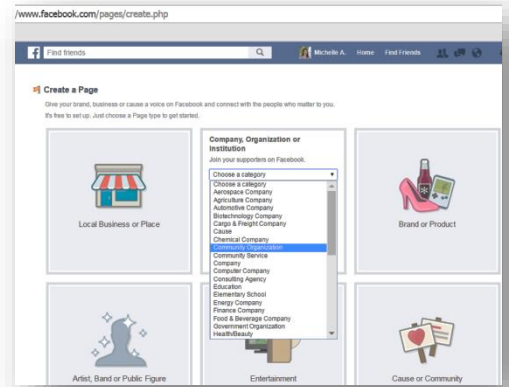 /www.facebook.com/pages/create.php
f Find friends Michelle A. Home Find Friends
Create a Page
Give your brand, business or cause a voice on Facebook and connect with the people who matter to you.
It's free to set up. Just choose a Page type to get started.
Local Business or Place
Company, Organization or
Institution
Join your supporters on Facebook.
Choose a category
Choose a category
Aerospace Company
Agriculture Company
Automotive Company
Biotechnology Company
Cargo & Freight Company
Cause
Chemical Company
Community Organization
Community Service
Company
Computer Company
Consulting Agency
Education
Elementary School
Energy Company
Finance Company
Food & Beverage Company
Government Organization
Health/Beauty
Brand or Product
Artist, Band or Public Figure
Entertainment
Cause or Community